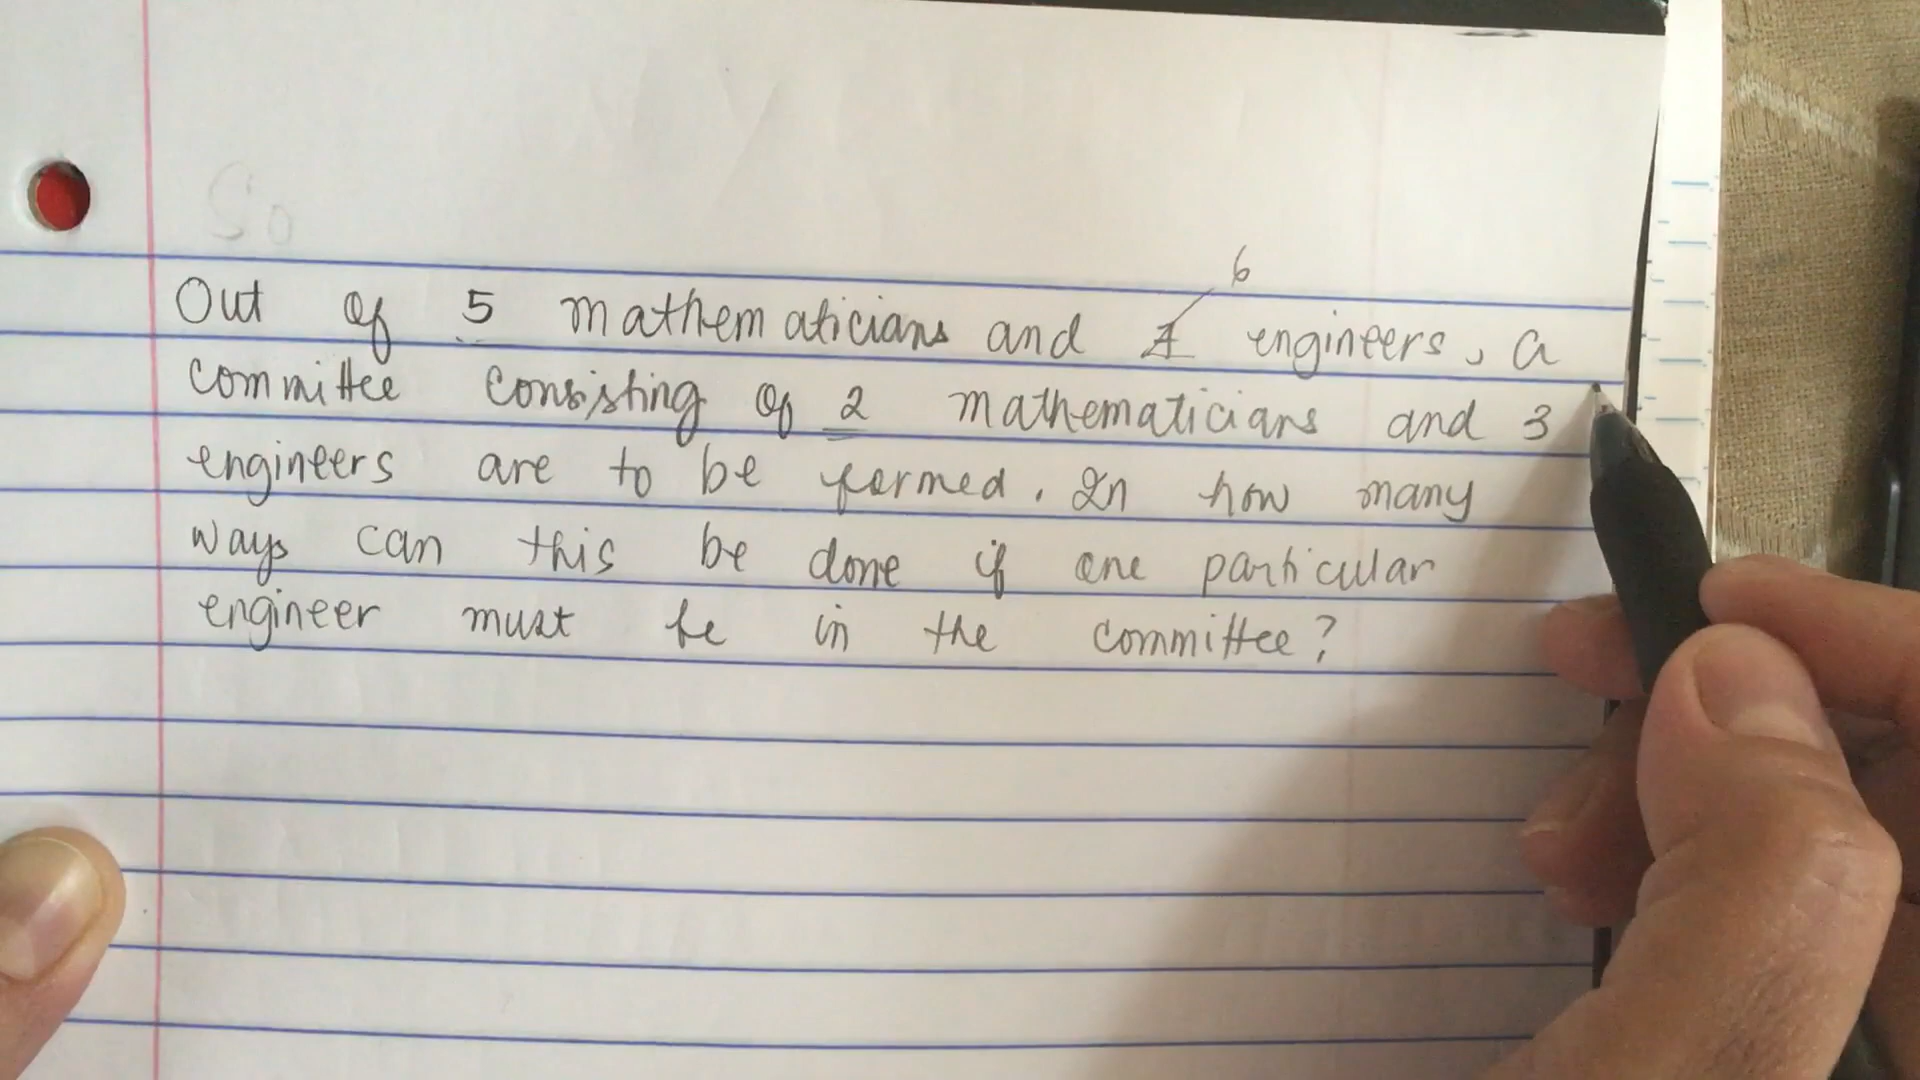 6
Out of 5 mathematicians and engineers, a
committee consisting of 2 mathematicians and 3
engineers are to be formed. In how many
ways can this be done if one particular
engineer must be in the committee?